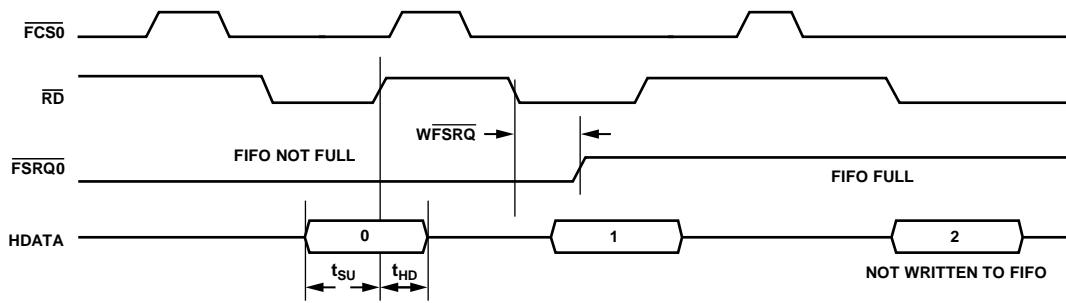 FCS0
RD
WFSRQ
FIFO NOT FULL
FSRQ0
FIFO FULL
HDATA
0
1
2
tSU
tHD
NOT WRITTEN TO FIFO